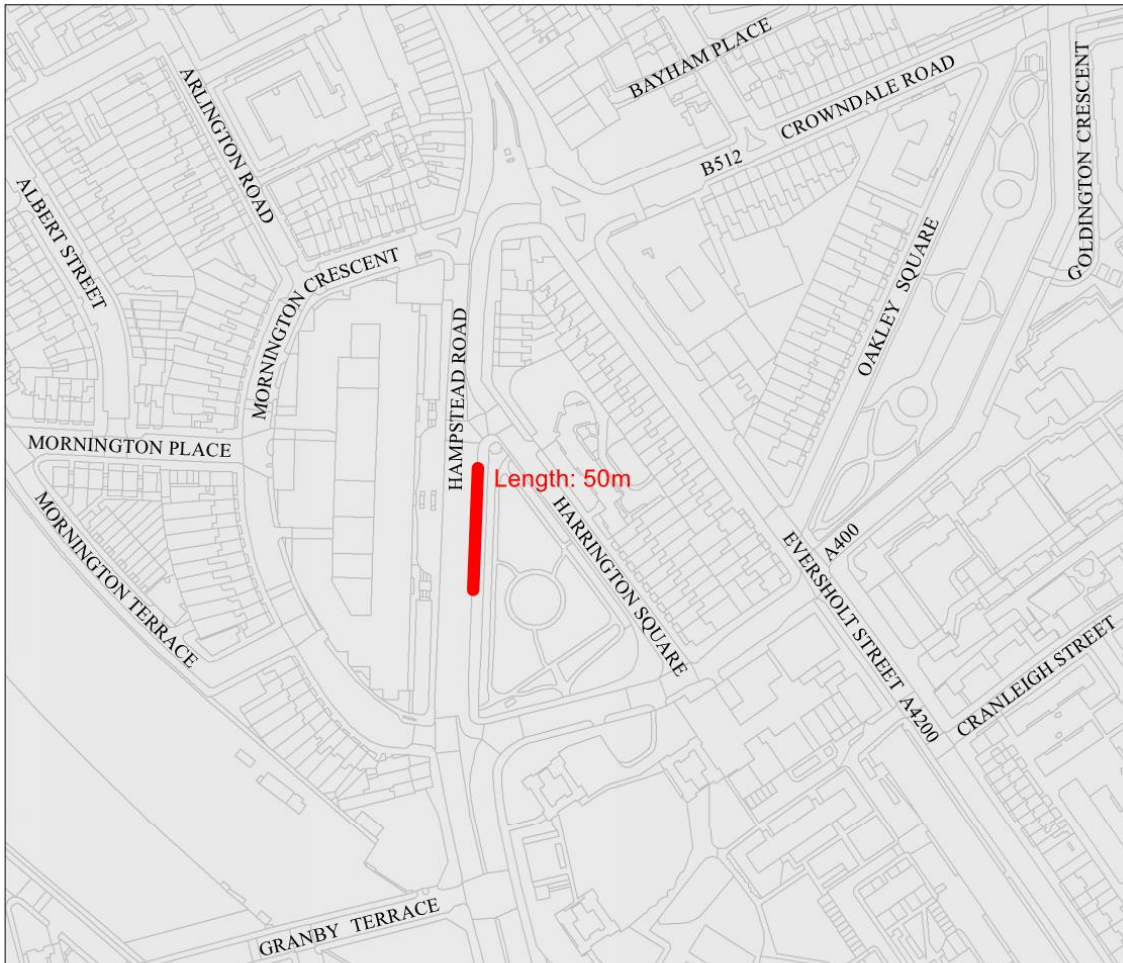 BAYHAM PLACE
CROWNDALE ROAD
B512
ARLINGTON ROAD
ALBERT STREET
GOLDINGTON CRESCENT
MORNINGTON CRESCENT
OAKLEY SQUARE
HAMPSTEAD ROAD
MORNINGTON PLACE
Length: 50m
HARRINGTON SQUARE
MORNINGTON TERRACE
A400
EVERSHOLT STREET A4200
CRANLEIGH STREET
GRANBY TERRACE